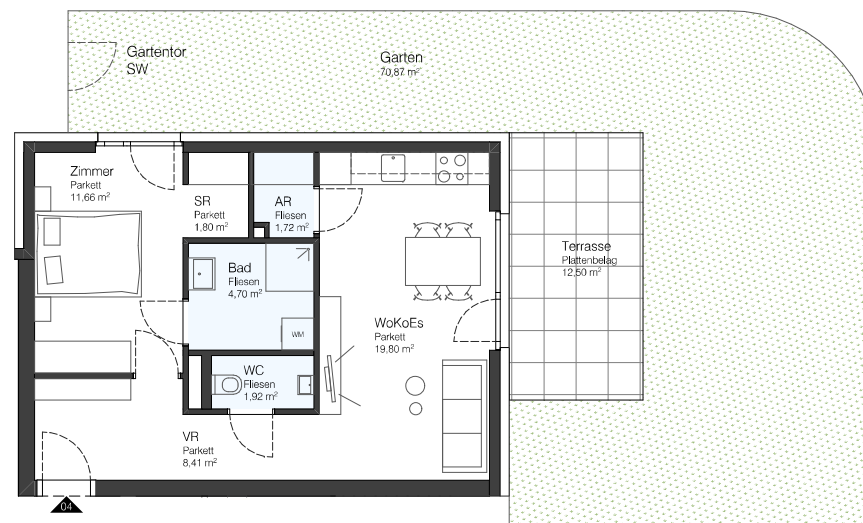 Gartentor
SW
Garten
70,87 m²
Zimmer
Parkett
11,66 m²
SR
Parkett
1,80 m²
AR
Fliesen
1,72 m²
Terrasse
Plattenbelag
12,50 m²
Bad
Fliesen
4,70 m²
WM
WoKoEs
Parkett
19,80 m²
WC
Fliesen
1,92 m²
VR
Parkett
8,41 m²
04